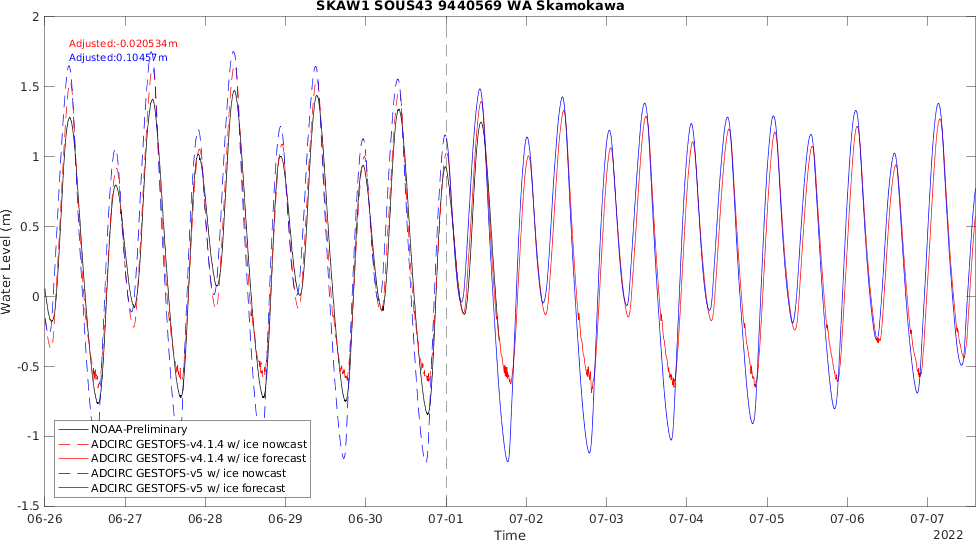 SKAW1 SOUS43 9440569 WA Skamokawa
Adjusted:-0.020534m
Adjusted:0.10457m
Water Level (m)
2
1.5
1
0.5
0
-0.5
-1
-1.5
NOAA-Preliminary
ADCIRC GESTOFS-v4.1.4 w/ ice nowcast
ADCIRC GESTOFS-v4.1.4 w/ ice forecast
ADCIRC GESTOFS-v5 w/ ice nowcast
ADCIRC GESTOFS-v5 w/ ice forecast
06-26 06-27 06-28 06-29 06-30 07-01 07-02 07-03 07-04 07-05 07-06 07-07
Time
2022